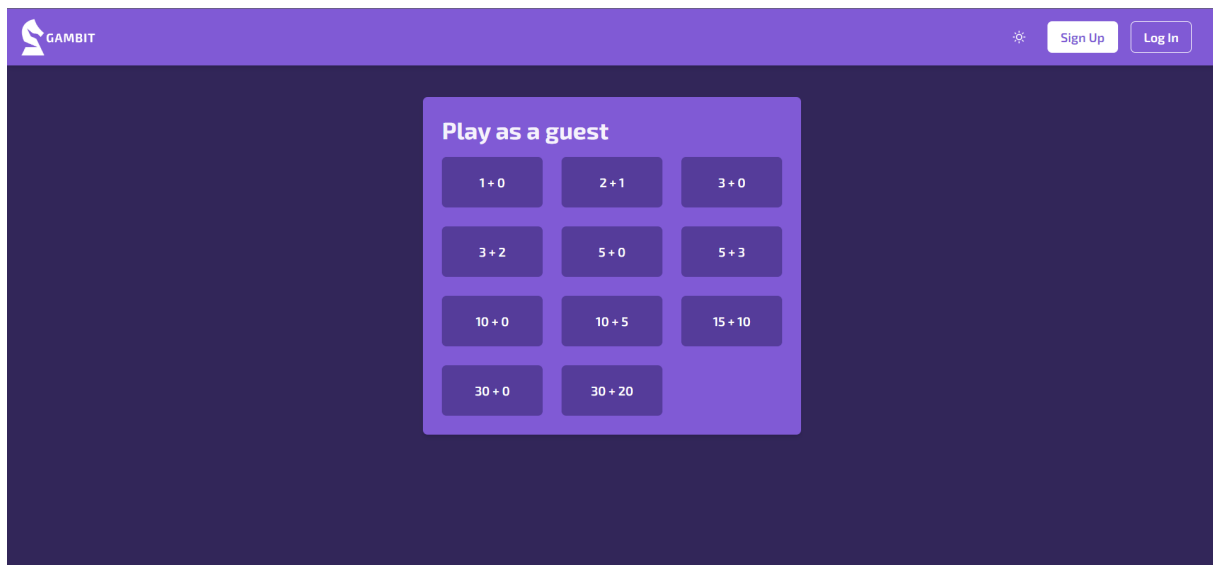 GAMBIT
Sign Up
Log In
Play as a guest
1 + 0
2 + 1
3 + 0
3 + 2
5 + 0
5 + 3
10 + 0
10 + 5
15 + 10
30 + 0
30 + 20